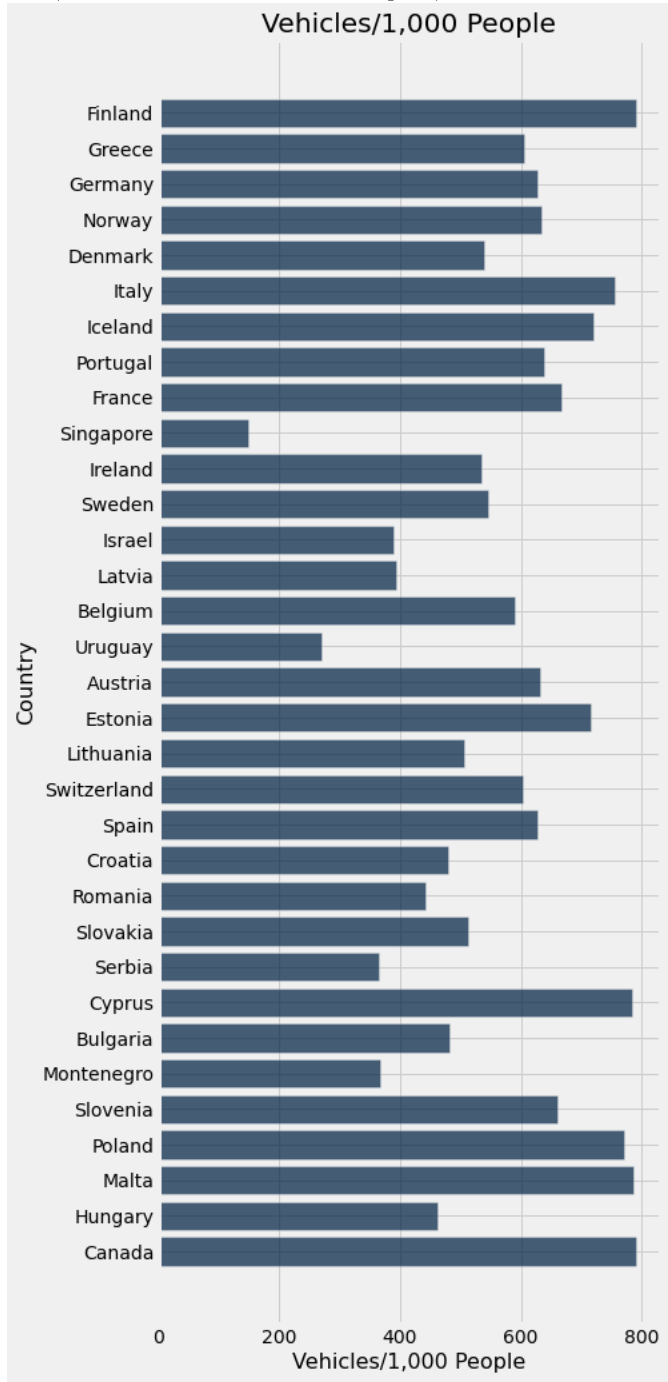 Vehicles/1,000 People
Finland
Greece
Germany
Norway
Denmark
Italy
Iceland
Portugal
France
Singapore
Ireland
Sweden
Israel
Latvia
Belgium
Uruguay
Austria
Estonia
Lithuania
Switzerland
Spain
Croatia
Romania
Slovakia
Serbia
Cyprus
Bulgaria
Montenegro
Slovenia
Poland
Malta
Hungary
Canada
Country
0 200 400 600 800
Vehicles/1,000 People